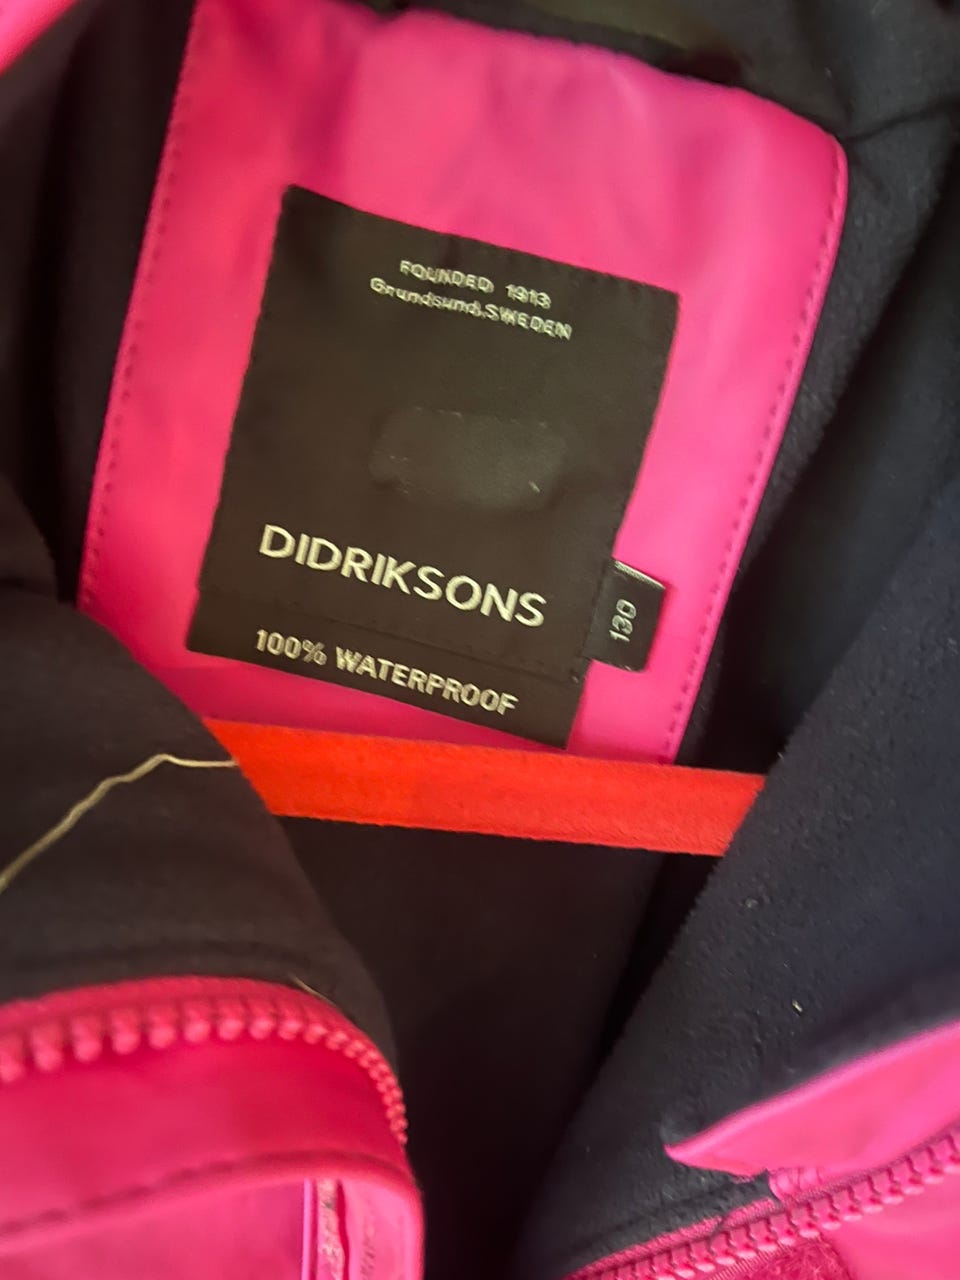 FOUNDED 1913
Grundsund, SWEDEN
DIDRIKSONS
130
100% WATERPROOF